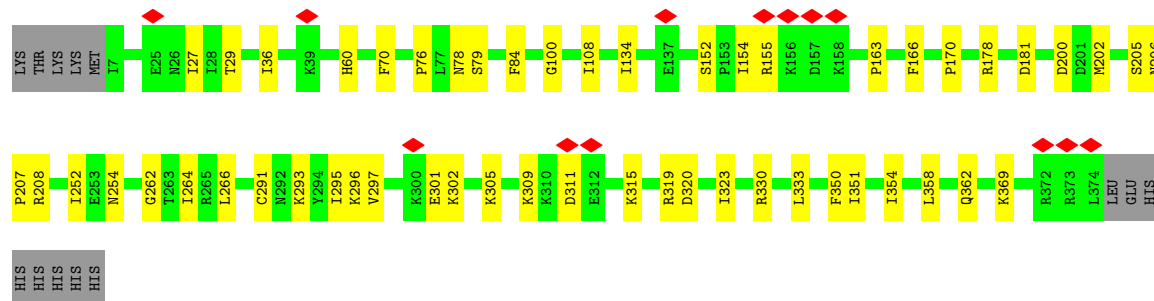 LYS THR LYS LYS MET I7 E25 N26 I27 I28 T29 I36 K39 H60 F70 P76 L77 N78 S79 F84 G100 I108 I134 E137 S152 P153 I154 R155 K156 D157 K158 P163 F166 P170 R178 D181 D200 D201 M202 S205
P207 R208 I252 E253 N254 G262 T263 I264 R265 L266 C291 N292 K293 Y294 I295 K296 V297 K300 E301 K302 K305 K309 K310 D311 E312 K315 R319 D320 I323 R330 L333 F350 I351 I354 L358 Q362 K369 R372 R373 L374 LEU GLU HIS
HIS HIS HIS HIS HIS